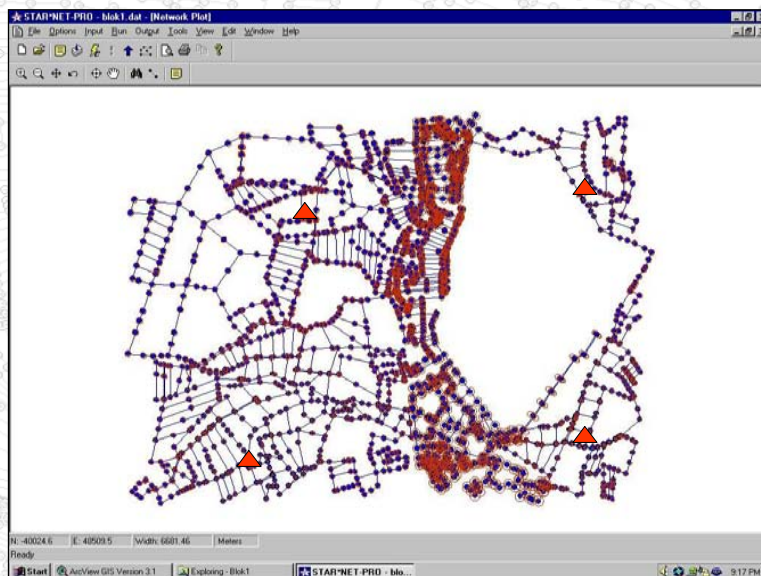 STAR*NET-PRO - blok1.dat - [Network Plot]
File Options Input Run Output Tools View Edit Window Help
N: -40024.6 E: 40509.5 Width: 6681.46 Meters
Ready
Start ArcView GIS Version 3.1 Exploring - Blok1 STAR*NET-PRO - blo... 9:17 PM